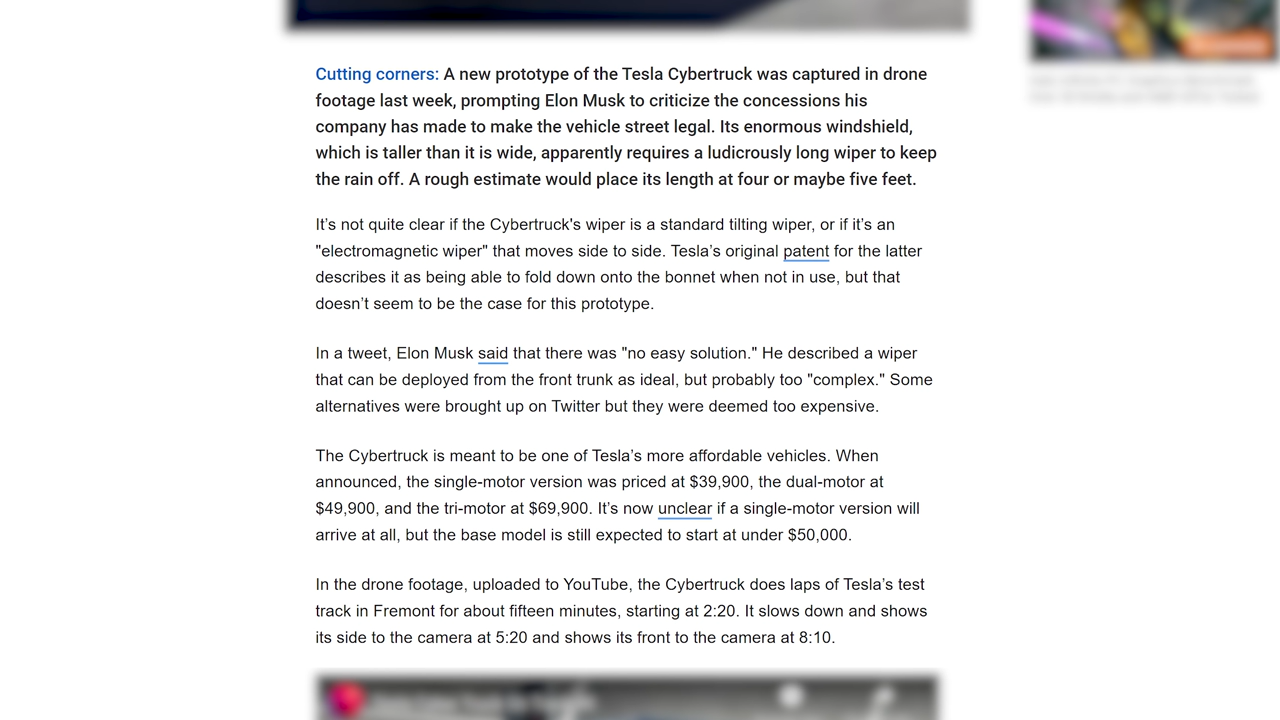 Cutting corners: A new prototype of the Tesla Cybertruck was captured in drone
footage last week, prompting Elon Musk to criticize the concessions his
company has made to make the vehicle street legal. Its enormous windshield,
which is taller than it is wide, apparently requires a ludicrously long wiper to keep
the rain off. A rough estimate would place its length at four or maybe five feet.
It’s not quite clear if the Cybertruck's wiper is a standard tilting wiper, or if it’s an
"electromagnetic wiper" that moves side to side. Tesla’s original patent for the latter
describes it as being able to fold down onto the bonnet when not in use, but that
doesn’t seem to be the case for this prototype.
In a tweet, Elon Musk said that there was "no easy solution." He described a wiper
that can be deployed from the front trunk as ideal, but probably too "complex." Some
alternatives were brought up on Twitter but they were deemed too expensive.
The Cybertruck is meant to be one of Tesla’s more affordable vehicles. When
announced, the single-motor version was priced at $39,900, the dual-motor at
$49,900, and the tri-motor at $69,900. It’s now unclear if a single-motor version will
arrive at all, but the base model is still expected to start at under $50,000.
In the drone footage, uploaded to YouTube, the Cybertruck does laps of Tesla’s test
track in Fremont for about fifteen minutes, starting at 2:20. It slows down and shows
its side to the camera at 5:20 and shows its front to the camera at 8:10.